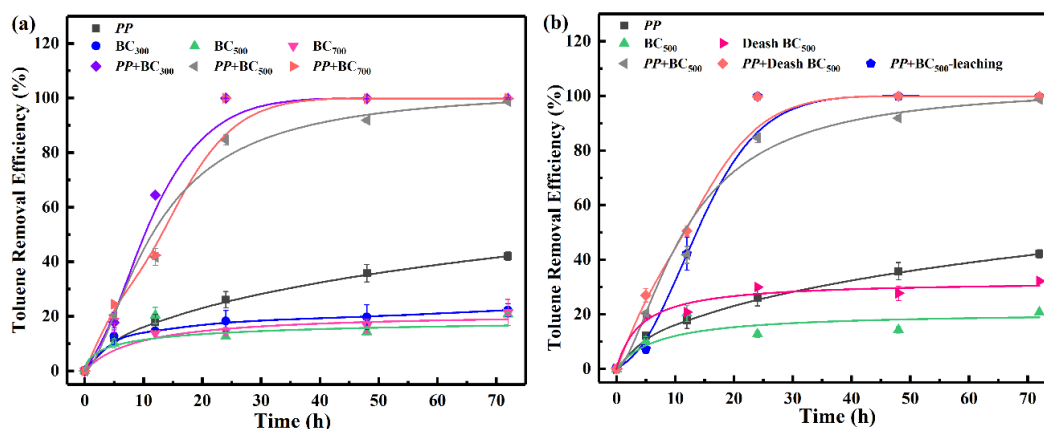 (a)
PP
BC300 BC500 BC700
PP+BC300 PP+BC500 PP+BC700
Toluene Removal Efficiency (%)
120
100
80
60
40
20
0
0 10 20 30 40 50 60 70
Time (h)
(b)
PP
BC500 Deash BC500
PP+BC500 PP+Deash BC500 PP+BC500-leaching
Toluene Removal Efficiency (%)
120
100
80
60
40
20
0
0 10 20 30 40 50 60 70
Time (h)